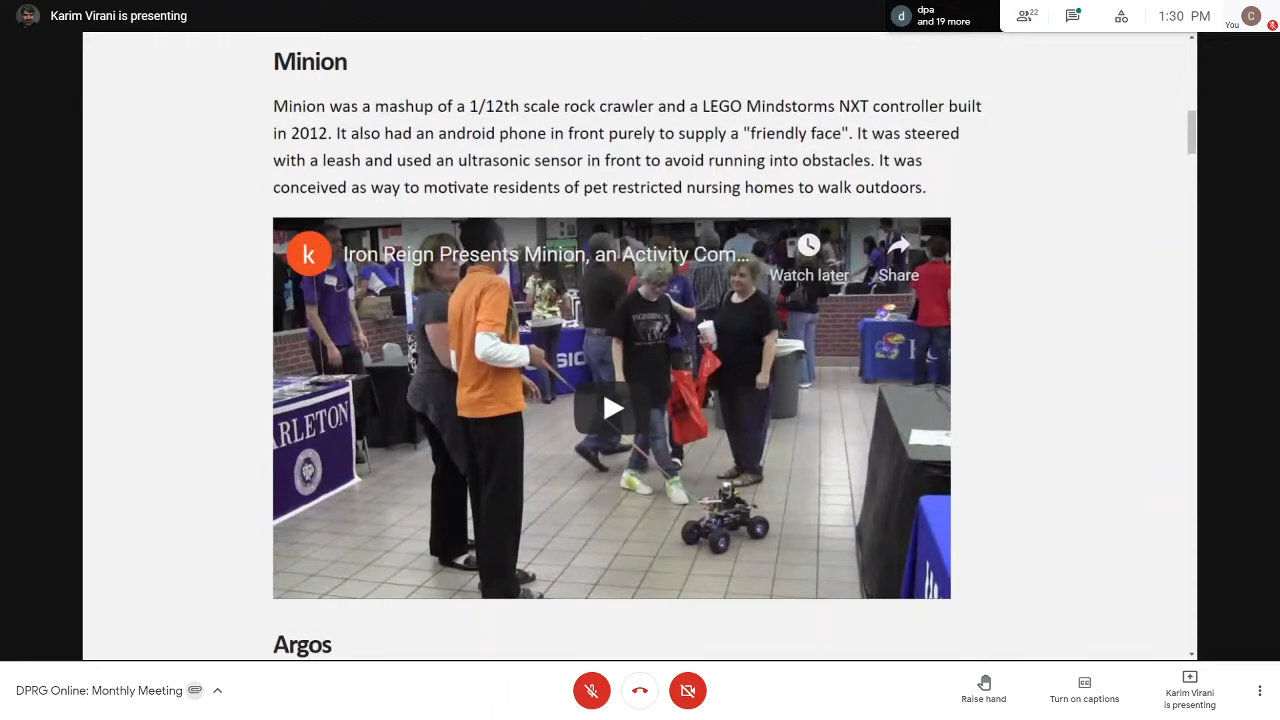 Karim Virani is presenting
d
dpa
and 19 more
22
1:30 PM
C
You
Minion
Minion was a mashup of a 1/12th scale rock crawler and a LEGO Mindstorms NXT controller built
in 2012. It also had an android phone in front purely to supply a "friendly face". It was steered
with a leash and used an ultrasonic sensor in front to avoid running into obstacles. It was
conceived as way to motivate residents of pet restricted nursing homes to walk outdoors.
k
Iron Reign Presents Minion, an Activity Com...
Watch later
Share
ARLETON
Argos
DPRG Online: Monthly Meeting
Raise hand
Turn on captions
Karim Virani
is presenting